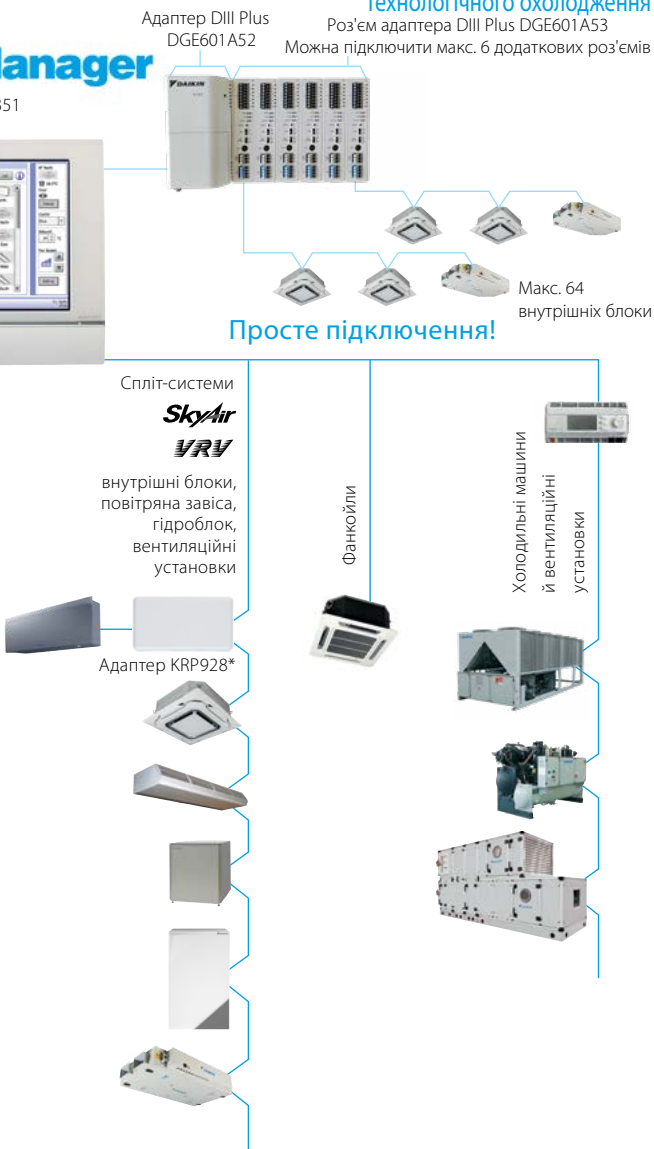 технологічного охолодження
Адаптер DIII Plus
DGE601A52
Роз'єм адаптера DIII Plus DGE601A53
Можна підключити макс. 6 додаткових роз'ємів
Manager
DAIKIN
Макс. 64
внутрішніх блоки
Просте підключення!
Спліт-системи
SkyAir
VRV
внутрішні блоки,
повітряна завіса,
гідроблок,
вентиляційні
установки
Фанкойли
Холодильні машини
й вентиляційні
установки
Адаптер KRP928*